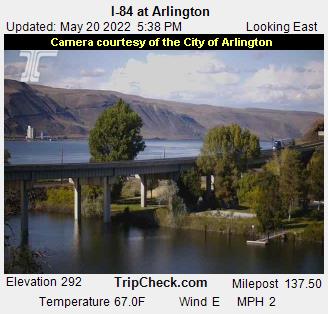 I-84 at Arlington
Updated: May 20 2022 5:38 PM Looking East
Camera courtesy of the City of Arlington
Elevation 292 TripCheck.com Milepost 137.50
Temperature 67.0F Wind E MPH 2